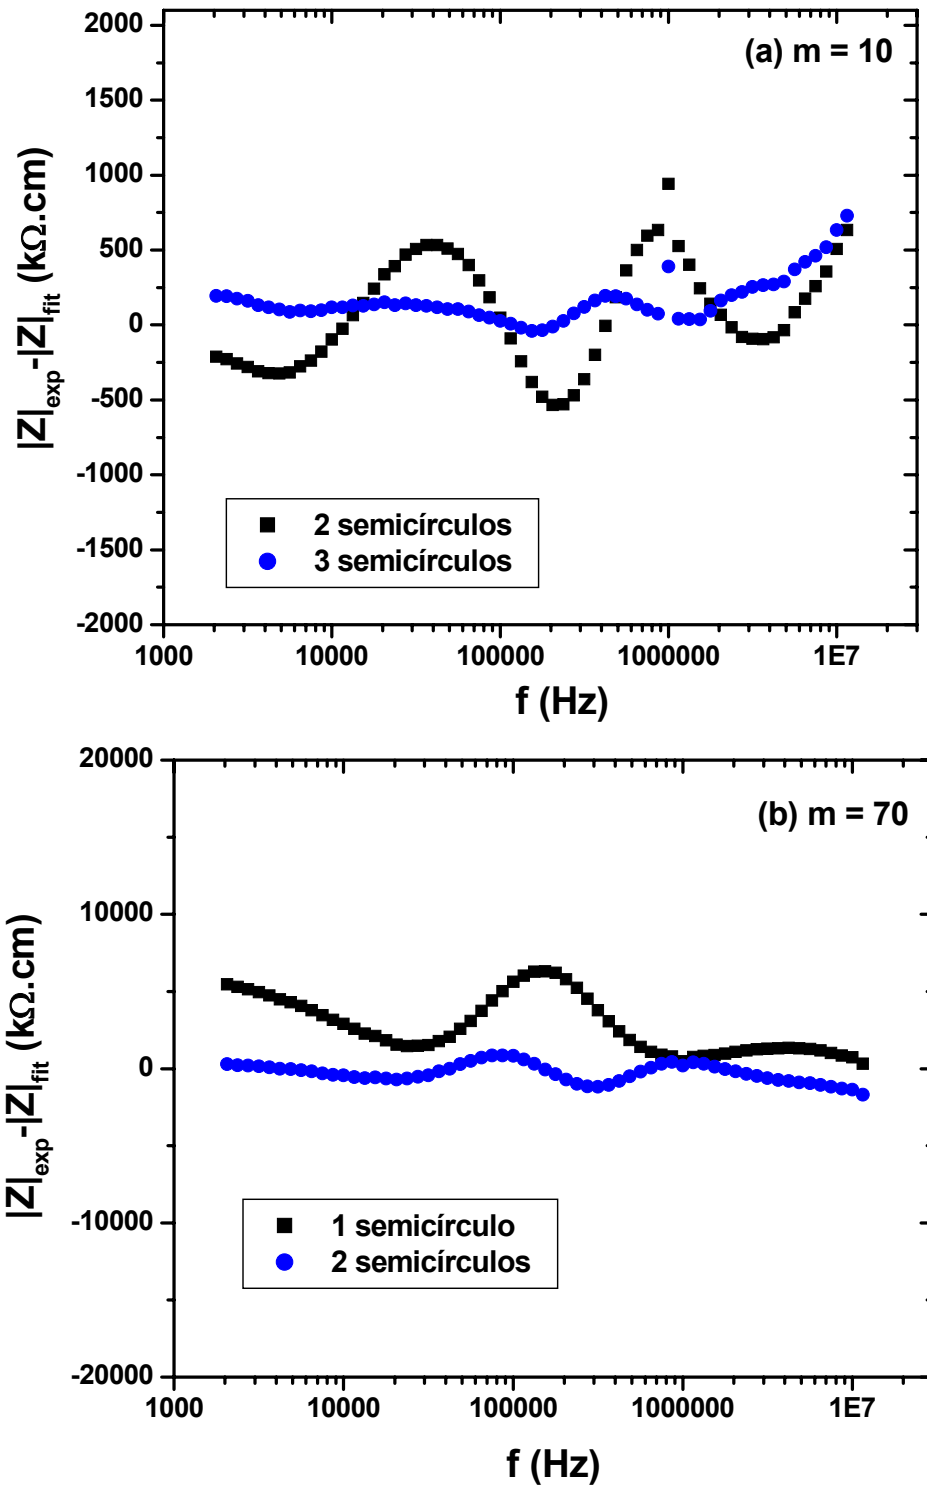 (a) m = 10
2000
1500
1000
500
0
-500
-1000
-1500
-2000
|Z|exp-|Z|fit (kΩ.cm)
2 semicírculos
3 semicírculos
1000 10000 100000 1000000 1E7
f (Hz)
(b) m = 70
20000
10000
0
-10000
-20000
|Z|exp-|Z|fit (kΩ.cm)
1 semicírculo
2 semicírculos
1000 10000 100000 1000000 1E7
f (Hz)